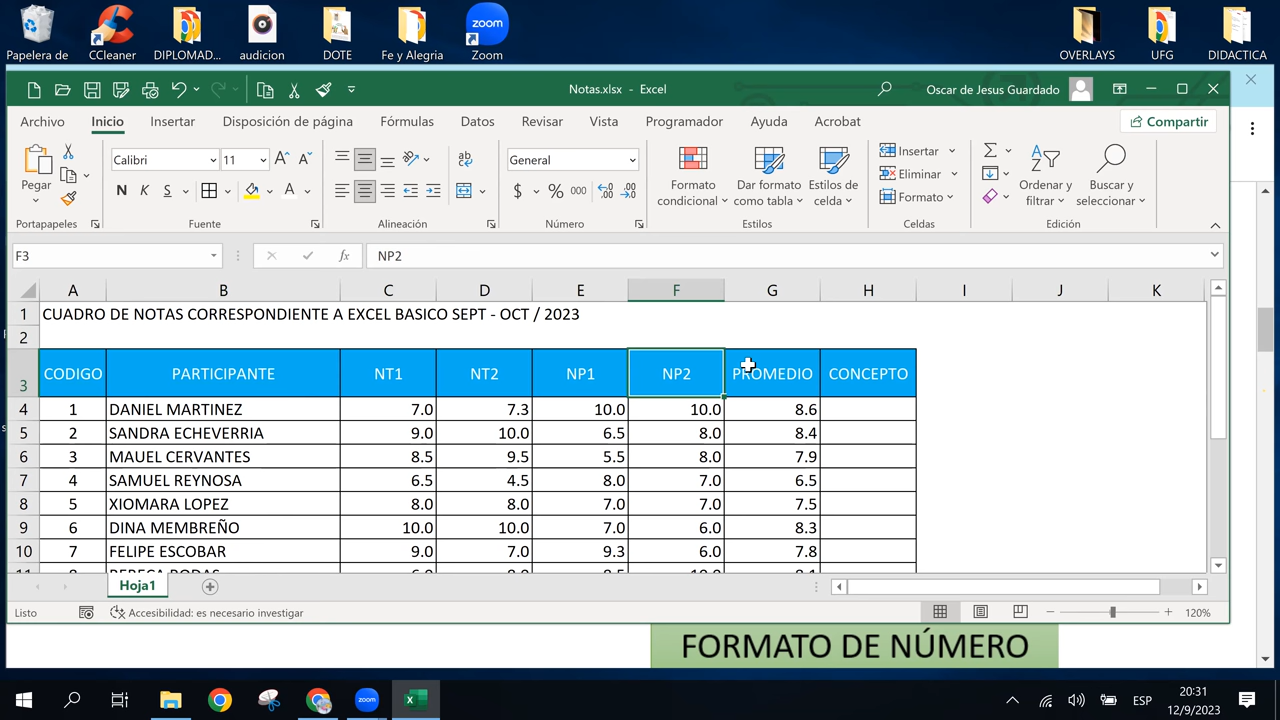 Papelera de
CCleaner
DIPLOMAD...
audicion
DOTE
Fe y Alegria
zoom
Zoom
OVERLAYS
UFG
DIDACTICA
Notas.xlsx - Excel
Oscar de Jesus Guardado
Archivo Inicio Insertar Disposición de página Fórmulas Datos Revisar Vista Programador Ayuda Acrobat
Compartir
Pegar
Portapapeles
Calibri 11
N K S
Fuente
ab
Alineación
General
$ % 000
Número
Formato condicional
Dar formato como tabla
Estilos de celda
Estilos
Insertar
Eliminar
Formato
Celdas
Ordenar y filtrar
Buscar y seleccionar
Edición
F3 fx NP2
A B C D E F G H I J K
1 CUADRO DE NOTAS CORRESPONDIENTE A EXCEL BASICO SEPT - OCT / 2023
2
3 CODIGO PARTICIPANTE NT1 NT2 NP1 NP2 PROMEDIO CONCEPTO
4 1 DANIEL MARTINEZ 7.0 7.3 10.0 10.0 8.6
5 2 SANDRA ECHEVERRIA 9.0 10.0 6.5 8.0 8.4
6 3 MAUEL CERVANTES 8.5 9.5 5.5 8.0 7.9
7 4 SAMUEL REYNOSA 6.5 4.5 8.0 7.0 6.5
8 5 XIOMARA LOPEZ 8.0 8.0 7.0 7.0 7.5
9 6 DINA MEMBREÑO 10.0 10.0 7.0 6.0 8.3
10 7 FELIPE ESCOBAR 9.0 7.0 9.3 6.0 7.8
Hoja1
Listo
Accesibilidad: es necesario investigar
120%
FORMATO DE NÚMERO
zoom
ESP
20:31
12/9/2023